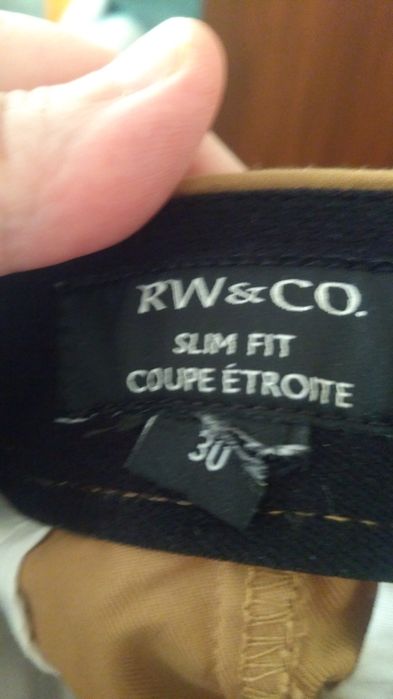 RW&CO.
SLIM FIT
COUPE ÉTROITE
30